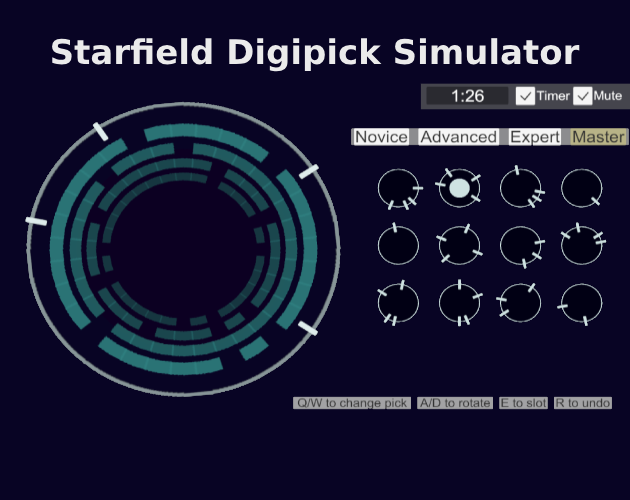 Starfield Digipick Simulator
1:26 Timer Mute
Novice Advanced Expert Master
Q/W to change pick A/D to rotate E to slot R to undo